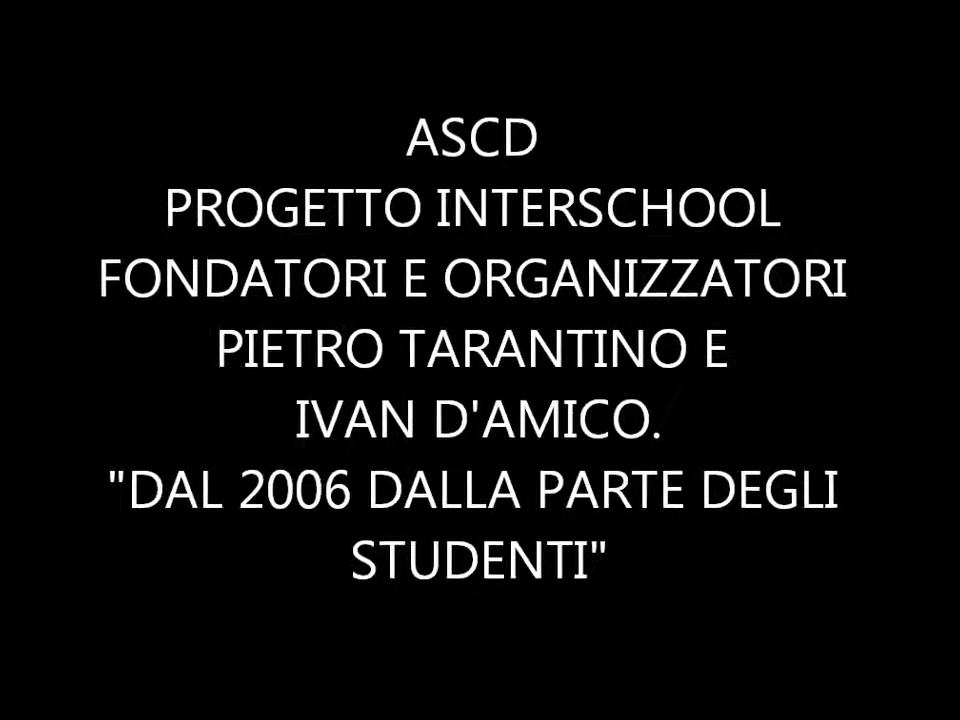 ASCD
PROGETTO INTERSCHOOL
FONDATORI E ORGANIZZATORI
PIETRO TARANTINO E
IVAN D'AMICO.
"DAL 2006 DALLA PARTE DEGLI
STUDENTI"